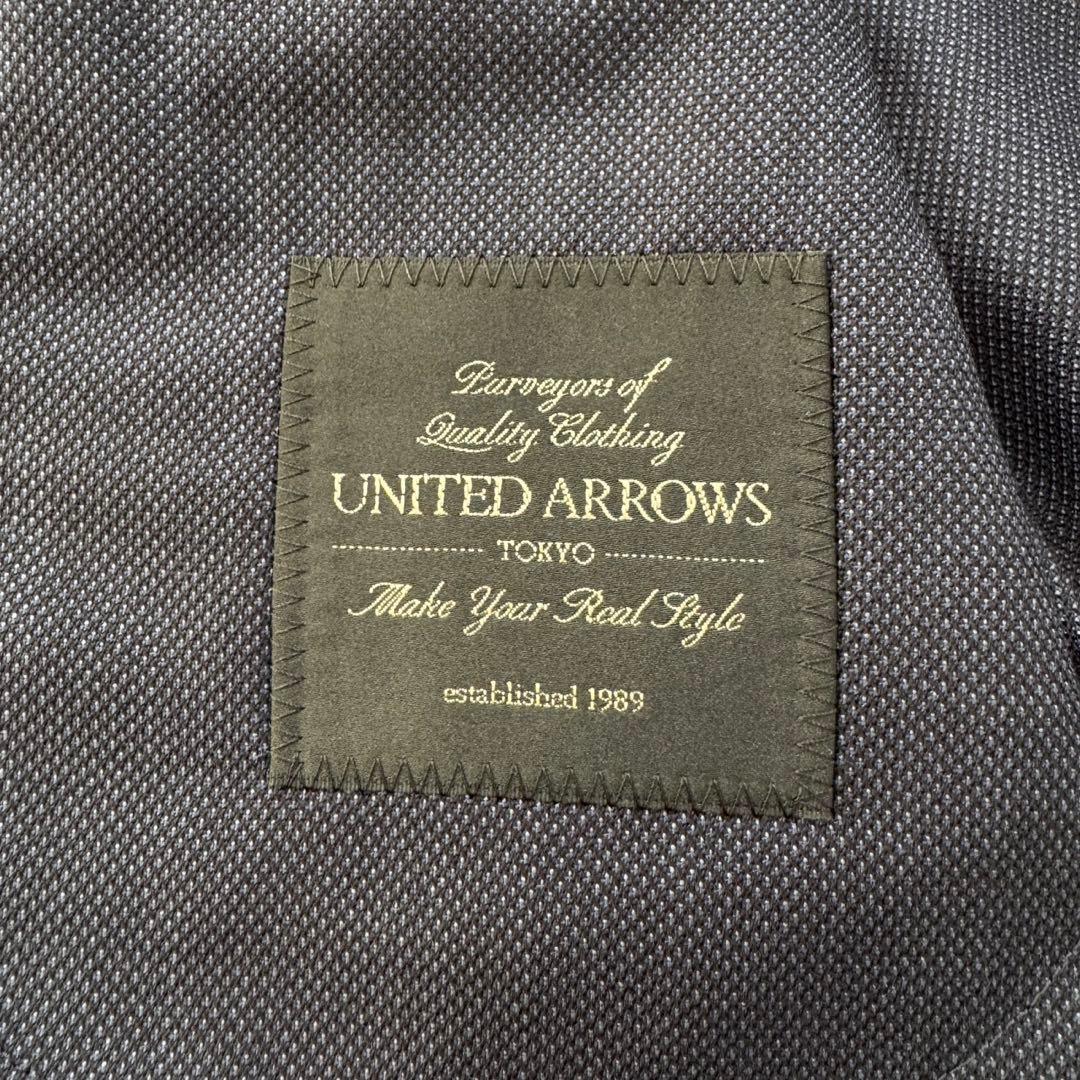 Purveyors of
Quality Clothing
UNITED ARROWS
TOKYO
Make Your Real Style
established 1989